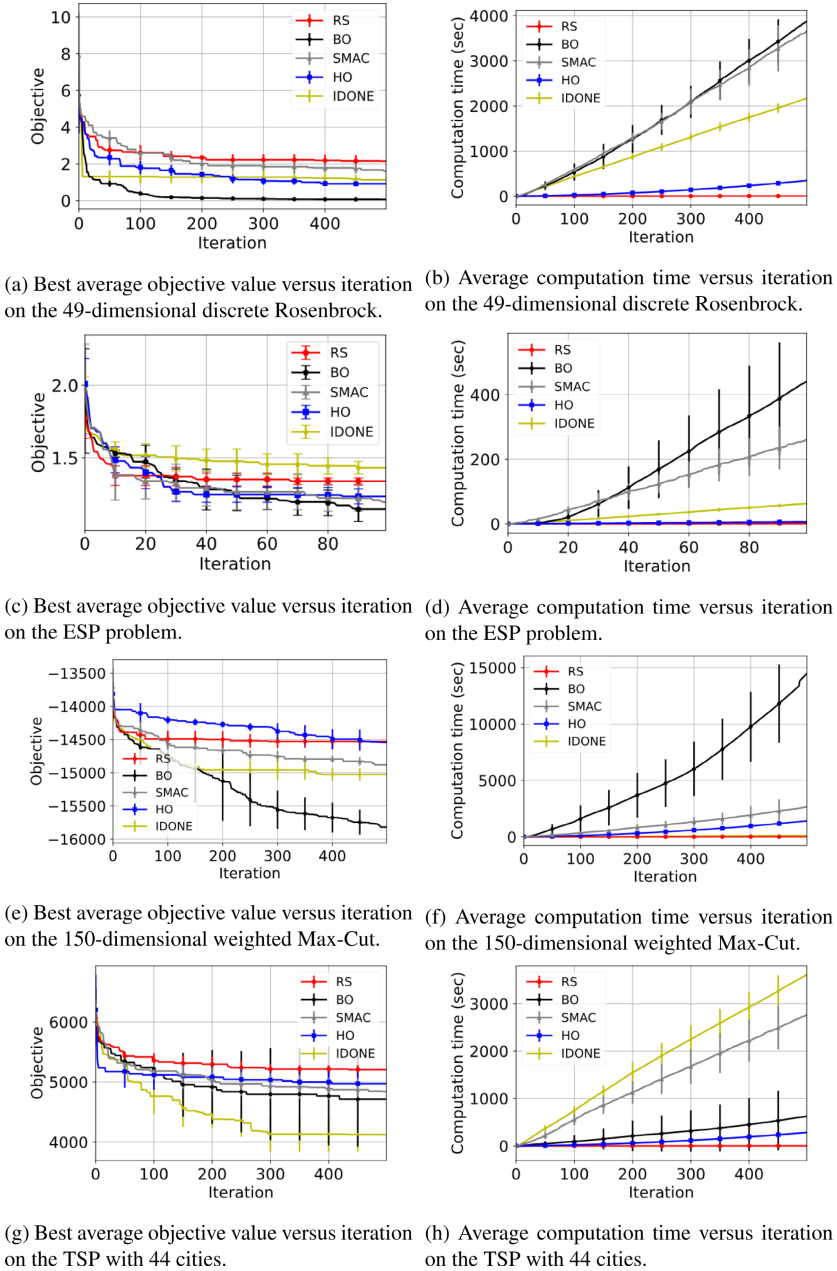 10
8
6
4
2
0
Objective
RS
BO
SMAC
HO
IDONE
0 100 200 300 400
Iteration
4000
3000
2000
1000
0
Computation time (sec)
RS
BO
SMAC
HO
IDONE
0 100 200 300 400
Iteration
(a) Best average objective value versus iteration
on the 49-dimensional discrete Rosenbrock.
(b) Average computation time versus iteration
on the 49-dimensional discrete Rosenbrock.
2.0
1.5
Objective
RS
BO
SMAC
HO
IDONE
0 20 40 60 80
Iteration
400
200
0
Computation time (sec)
RS
BO
SMAC
HO
IDONE
0 20 40 60 80
Iteration
(c) Best average objective value versus iteration
on the ESP problem.
(d) Average computation time versus iteration
on the ESP problem.
−13500
−14000
−14500
−15000
−15500
−16000
Objective
RS
BO
SMAC
HO
IDONE
0 100 200 300 400
Iteration
15000
10000
5000
0
Computation time (sec)
RS
BO
SMAC
HO
IDONE
0 100 200 300 400
Iteration
(e) Best average objective value versus iteration
on the 150-dimensional weighted Max-Cut.
(f) Average computation time versus iteration
on the 150-dimensional weighted Max-Cut.
6000
5000
4000
Objective
RS
BO
SMAC
HO
IDONE
0 100 200 300 400
Iteration
3000
2000
1000
0
Computation time (sec)
RS
BO
SMAC
HO
IDONE
0 100 200 300 400
Iteration
(g) Best average objective value versus iteration
on the TSP with 44 cities.
(h) Average computation time versus iteration
on the TSP with 44 cities.